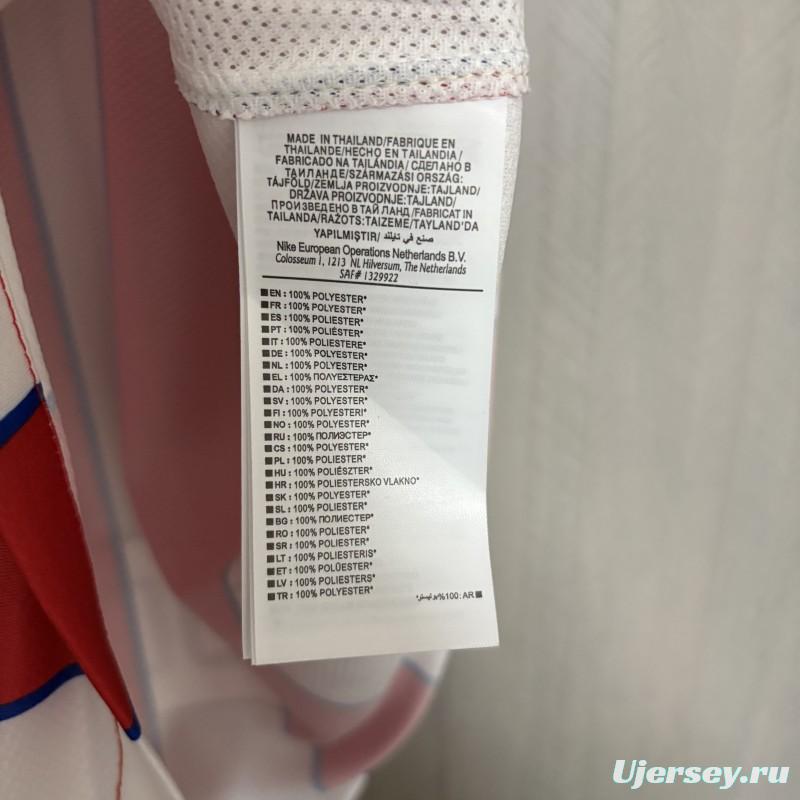 MADE IN THAILAND/FABRIQUE EN
THAILANDE/HECHO EN TAILANDIA/
FABRICADO NA TAILÂNDIA/ СДЕЛАНО В
ТАИЛАНДЕ/SZÁRMAZÁSI ORSZÁG:
TÁJFÖLD/ZEMLJA PROIZVODNJE:TAJLAND/
DRŽAVA PROIZVODNJE:TAJLAND/
ПРОИЗВЕДЕНО В ТАЙ ЛАНД/FABRICAT IN
TAILANDA/RAŽOTS:TAIZEME/TAYLAND'DA
YAPILMIŞTIR/ صنع في تايلند
Nike European Operations Netherlands B.V.
Colosseum 1, 1213 NL Hilversum, The Netherlands
SAF# 1329922
EN: 100% POLYESTER*
FR: 100% POLYESTER*
ES: 100% POLIÉSTER*
PT: 100% POLIÉSTER*
IT: 100% POLIESTERE*
DE: 100% POLYESTER*
NL: 100% POLYESTER*
EL: 100% ΠΟΛΥΕΣΤΕΡΑΣ*
DA: 100% POLYESTER*
SV: 100% POLYESTER*
FI: 100% POLYESTERI*
NO: 100% POLYESTER*
RU: 100% ПОЛИЭСТЕР*
CS: 100% POLYESTER*
PL: 100% POLIESTER*
HU: 100% POLIÉSZTER*
HR: 100% POLIESTERSKO VLAKNO*
SK: 100% POLYESTER*
SL: 100% POLIESTER*
BG: 100% ПОЛИЕСТЕР*
RO: 100% POLIESTER*
SR: 100% POLIESTER*
LT: 100% POLIESTERIS*
ET: 100% POLÜESTER*
LV: 100% POLIESTERS*
TR: 100% POLYESTER*
AR: 100% بوليستر*
Ujersey.ru